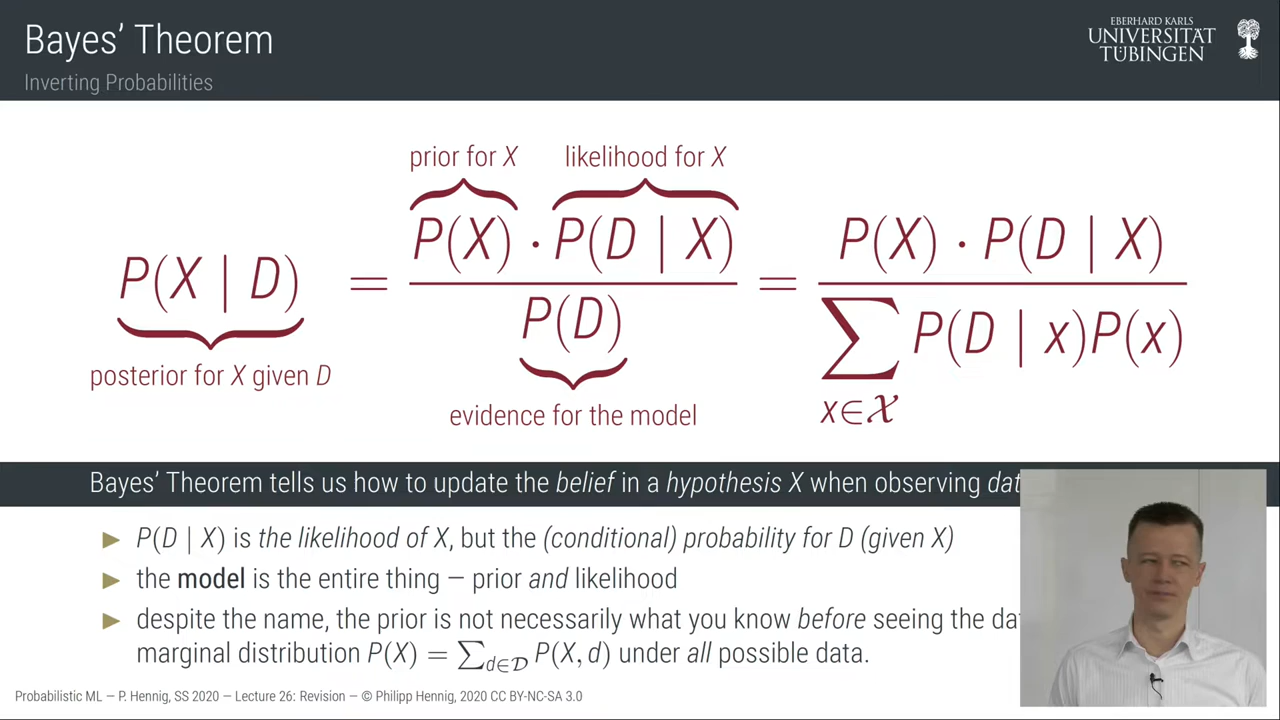 Bayes' Theorem
Inverting Probabilities
EBERHARD KARLS
UNIVERSITÄT
TÜBINGEN
prior for X
likelihood for X
P(X | D) = P(X) · P(D | X) / P(D) = P(X) · P(D | X) / ∑x∈𝒳 P(D | x)P(x)
posterior for X given D
evidence for the model
Bayes' Theorem tells us how to update the belief in a hypothesis X when observing
▶ P(D | X) is the likelihood of X, but the (conditional) probability for D (given X)
▶ the model is the entire thing — prior and likelihood
▶ despite the name, the prior is not necessarily what you know before seeing the
marginal distribution P(X) = ∑d∈𝒟 P(X, d) under all possible data.
Probabilistic ML — P. Hennig, SS 2020 — Lecture 26: Revision — © Philipp Hennig, 2020 CC BY-NC-SA 3.0